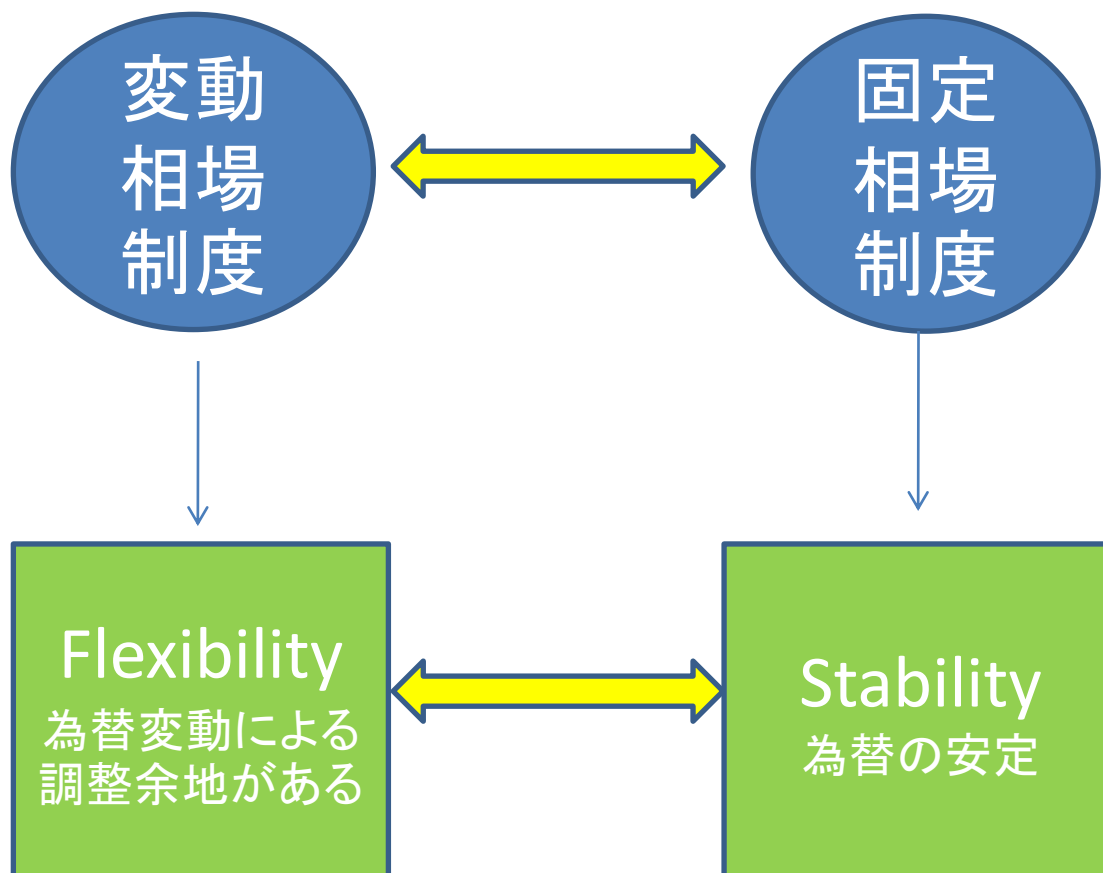 変動
相場
制度
固定
相場
制度
Flexibility
為替変動による
調整余地がある
Stability
為替の安定